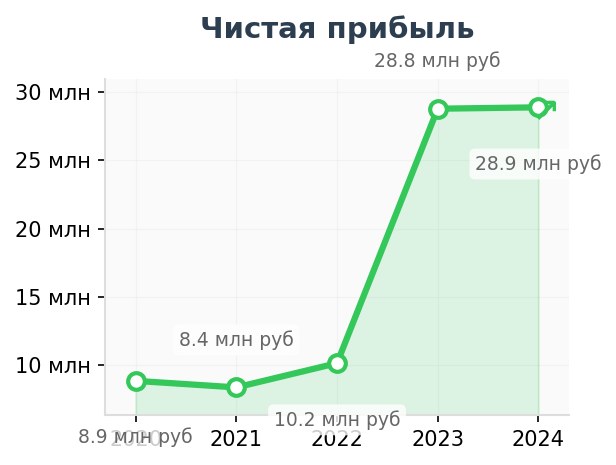 Чистая прибыль
28.8 млн руб
30 млн
25 млн
28.9 млн руб
20 млн
15 млн
8.4 млн руб
10 млн
10.2 млн руб
8.9 млн руб
2020
2021
2022
2023
2024